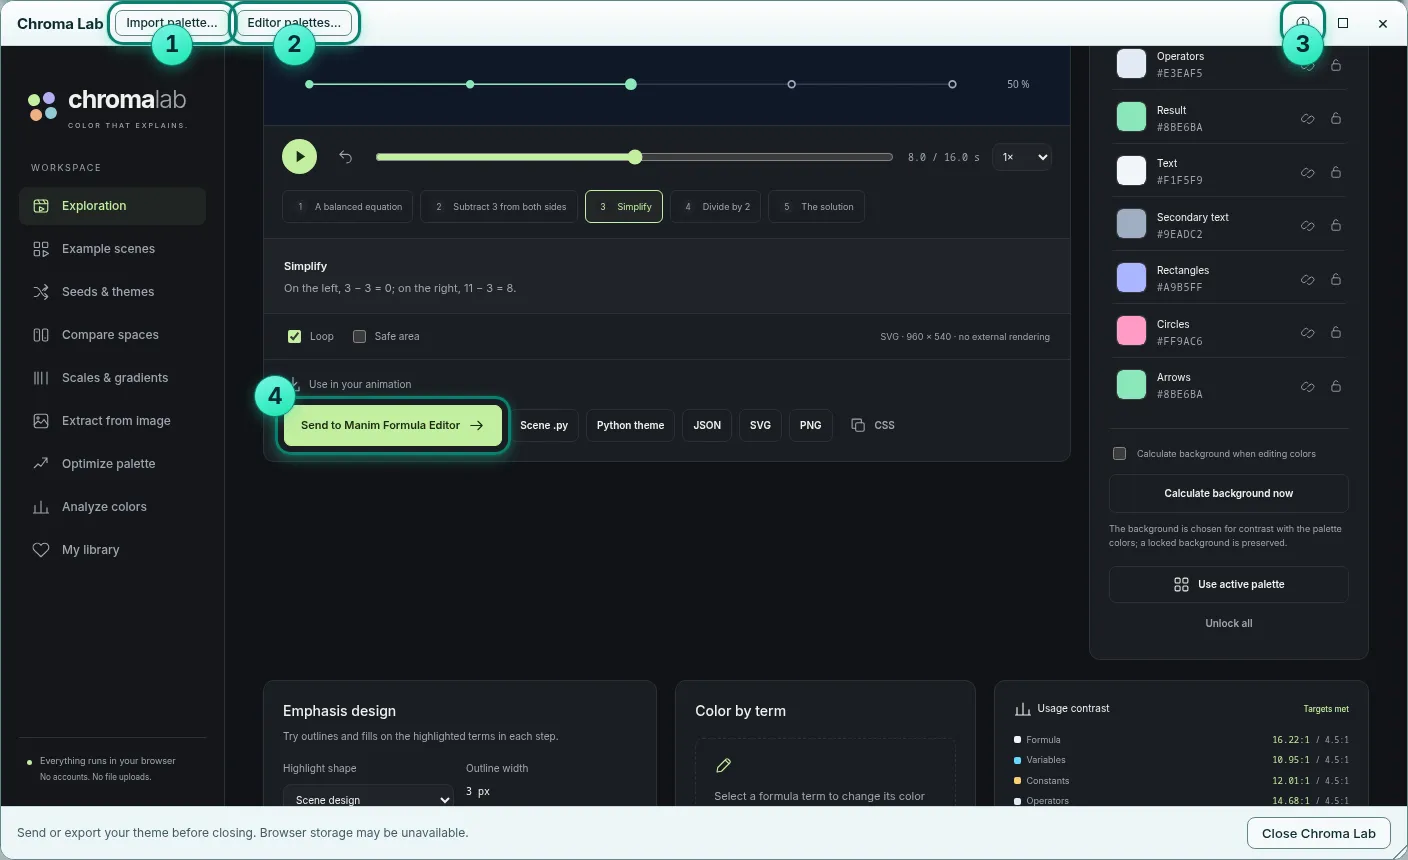 Chroma Lab
Import palette...
Editor palettes...
1
2
3
chromalab
COLOR THAT EXPLAINS.
WORKSPACE
Exploration
Example scenes
Seeds & themes
Compare spaces
Scales & gradients
Extract from image
Optimize palette
Analyze colors
My library
Everything runs in your browser
No accounts. No file uploads.
50 %
8.0 / 16.0 s
1×
1 A balanced equation
2 Subtract 3 from both sides
3 Simplify
4 Divide by 2
5 The solution
Simplify
On the left, 3 − 3 = 0; on the right, 11 − 3 = 8.
Loop
Safe area
SVG · 960 × 540 · no external rendering
Use in your animation
4
Send to Manim Formula Editor
Scene .py
Python theme
JSON
SVG
PNG
CSS
Operators
#E3EAF5
Result
#8BE6BA
Text
#F1F5F9
Secondary text
#9EADC2
Rectangles
#A9B5FF
Circles
#FF9AC6
Arrows
#8BE6BA
Calculate background when editing colors
Calculate background now
The background is chosen for contrast with the palette
colors; a locked background is preserved.
Use active palette
Unlock all
Emphasis design
Try outlines and fills on the highlighted terms in each step.
Highlight shape
Outline width
Scene design
3 px
Color by term
Select a formula term to change its color
Usage contrast
Targets met
Formula 16.22:1 / 4.5:1
Variables 10.95:1 / 4.5:1
Constants 12.01:1 / 4.5:1
Operators 14.68:1 / 4.5:1
Send or export your theme before closing. Browser storage may be unavailable.
Close Chroma Lab